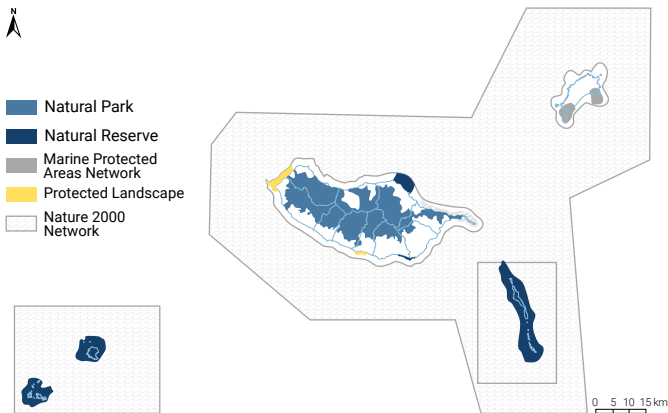 N
Natural Park
Natural Reserve
Marine Protected
Areas Network
Protected Landscape
Nature 2000
Network
0 5 10 15 km